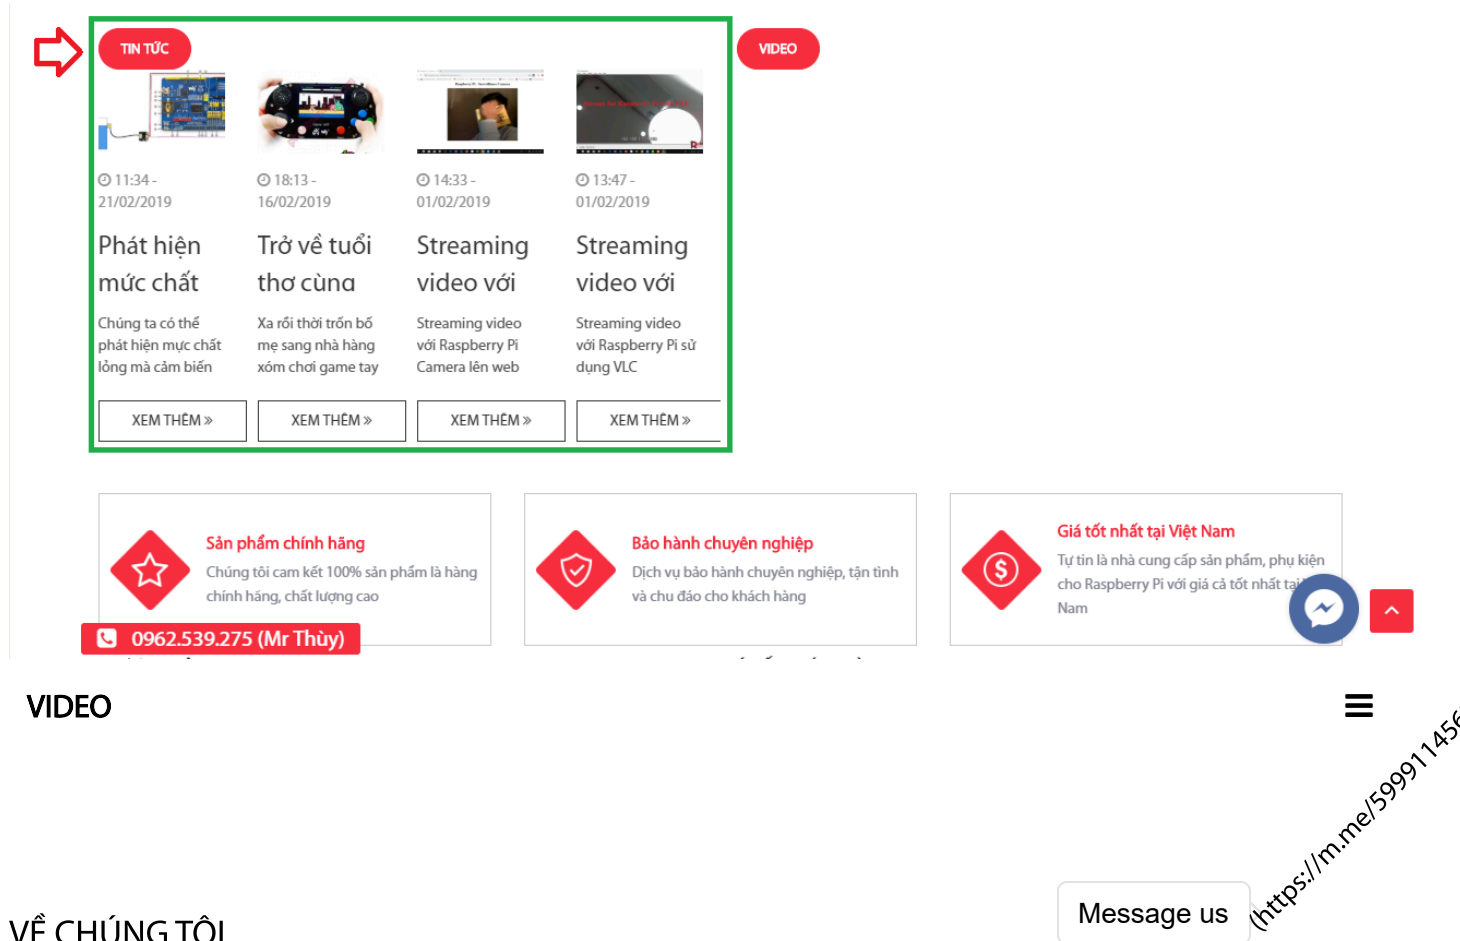 TIN TỨC
VIDEO
11:34 -
21/02/2019
Phát hiện
mức chất
Chúng ta có thể
phát hiện mực chất
lỏng mà cảm biến
XEM THÊM »
18:13 -
16/02/2019
Trở về tuổi
thơ cùng
Xa rồi thời trốn bố
mẹ sang nhà hàng
xóm chơi game tay
XEM THÊM »
14:33 -
01/02/2019
Streaming
video với
Streaming video
với Raspberry Pi
Camera lên web
XEM THÊM »
13:47 -
01/02/2019
Streaming
video với
Streaming video
với Raspberry Pi sử
dụng VLC
XEM THÊM »
Sản phẩm chính hãng
Chúng tôi cam kết 100% sản phẩm là hàng
chính hãng, chất lượng cao
Bảo hành chuyên nghiệp
Dịch vụ bảo hành chuyên nghiệp, tận tình
và chu đáo cho khách hàng
Giá tốt nhất tại Việt Nam
Tự tin là nhà cung cấp sản phẩm, phụ kiện
cho Raspberry Pi với giá cả tốt nhất tại
Nam
0962.539.275 (Mr Thùy)
VIDEO
(https://m.me/599911456
Message us
VỀ CHÚNG TÔI